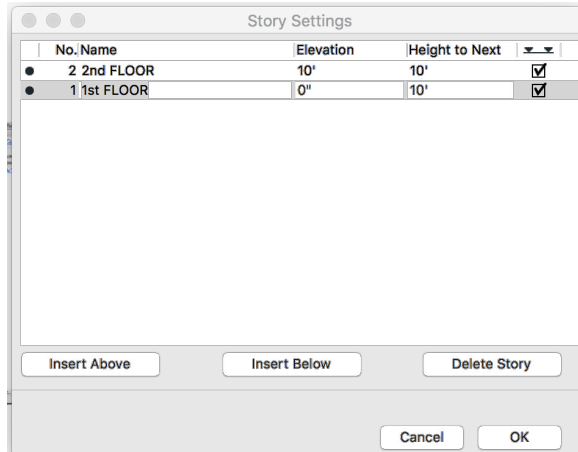 Story Settings
No. Name Elevation Height to Next
2 2nd FLOOR 10' 10'
1 1st FLOOR 0" 10'
Insert Above Insert Below Delete Story
Cancel OK